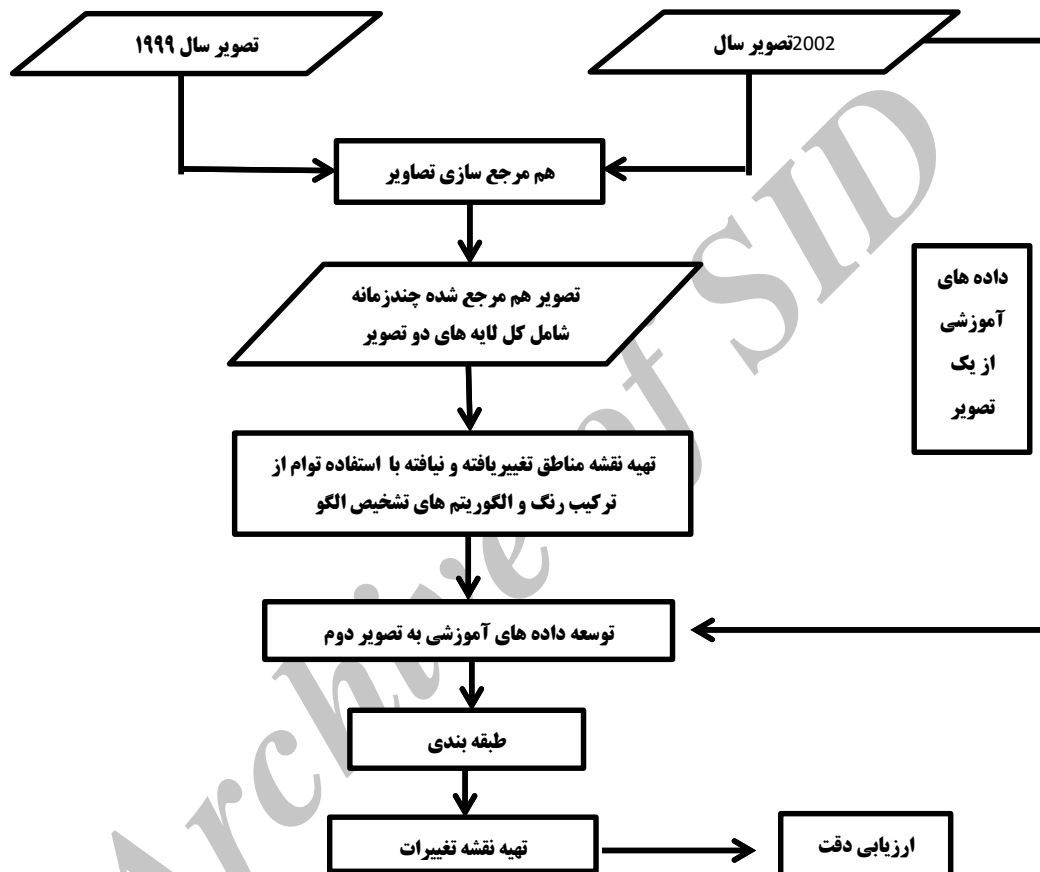 تصویر سال ۱۹۹۹
تصویر سال2002
هم مرجع سازی تصاویر
تصویر هم مرجع شده چندزمانه
شامل کل لایه های دو تصویر
داده های
آموزشی
از یک
تصویر
تهیه نقشه مناطق تغییریافته و نیافته با استفاده توام از
ترکیب رنگ و الگوریتم های تشخیص الگو
توسعه داده های آموزشی به تصویر دوم
طبقه بندی
تهیه نقشه تغییرات
ارزیابی دقت
Archive of SID